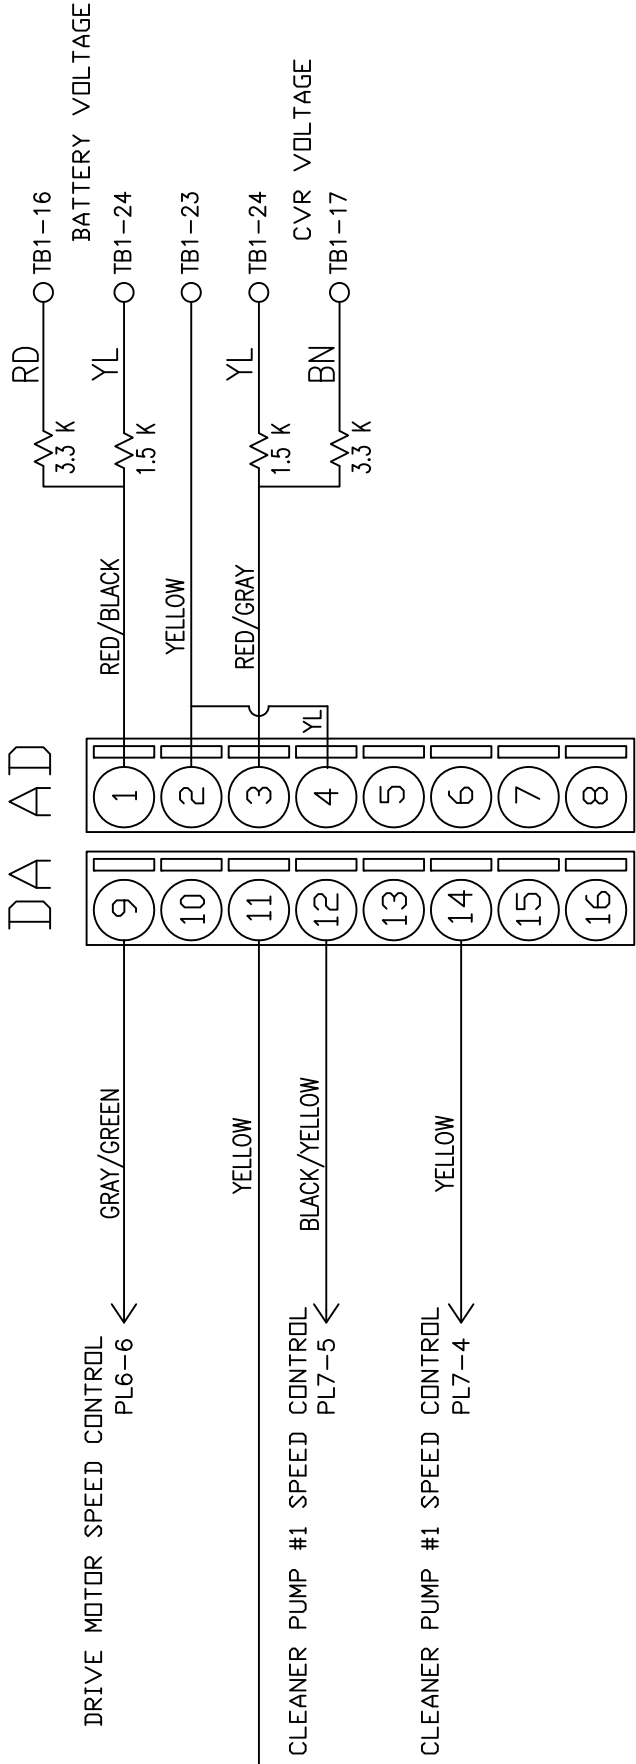 BATTERY VOLTAGE
CVR VOLTAGE
TB1-16
TB1-24
TB1-23
TB1-24
TB1-17
RD
YL
YL
BN
3.3 K
1.5 K
1.5 K
3.3 K
RED/BLACK
YELLOW
RED/GRAY
YL
AD
1
2
3
4
5
6
7
8
DA
9
10
11
12
13
14
15
16
GRAY/GREEN
YELLOW
BLACK/YELLOW
YELLOW
DRIVE MOTOR SPEED CONTROL
PL6-6
CLEANER PUMP #1 SPEED CONTROL
PL7-5
CLEANER PUMP #1 SPEED CONTROL
PL7-4